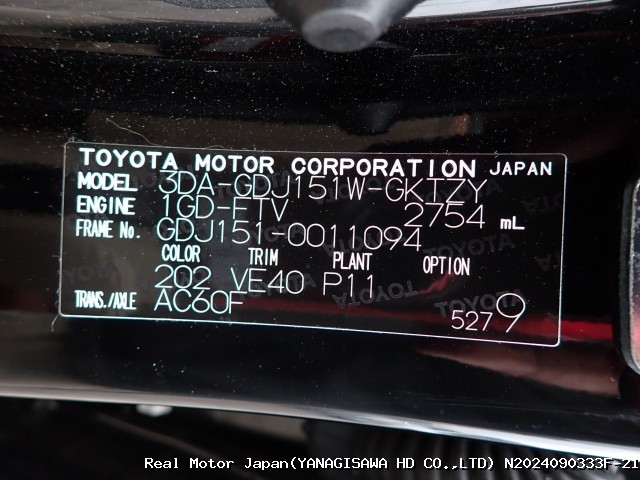 TOYOTA MOTOR CORPORATION JAPAN
MODEL 3DA-GDJ151W-GKTZY
ENGINE 1GD-FTV 2754 mL
FRAME No. GDJ151-0011094
COLOR TRIM PLANT OPTION
202 VE40 P11
TRANS./AXLE AC60F
5279
Real Motor Japan(YANAGISAWA HD CO.,LTD) N2024090333F-21